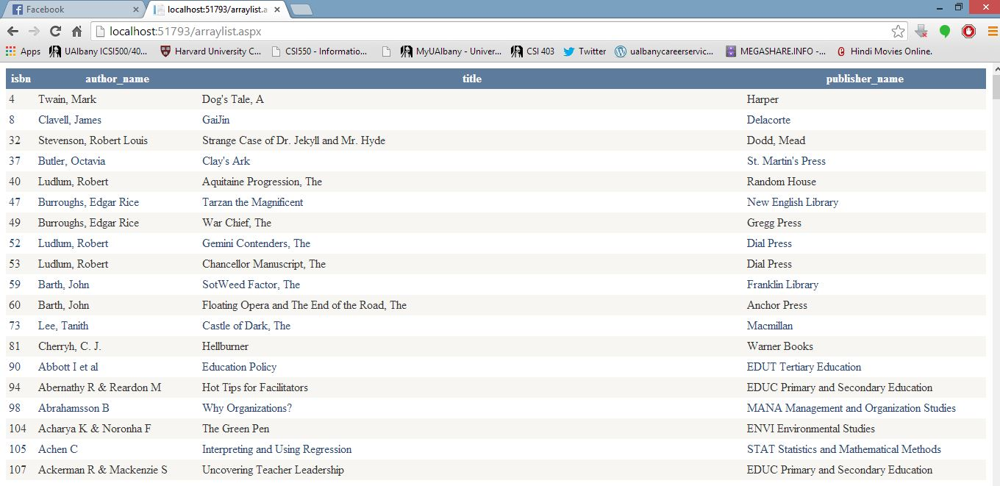 Facebook
localhost:51793/arraylist.a
localhost:51793/arraylist.aspx
Apps UAlbany ICSI500/40... Harvard University C... CSI550 - Informatio... MyUAlbany - Univer... CSI 403 Twitter ualbanycareerservic... MEGASHARE.INFO -... Hindi Movies Online.
isbn author_name title publisher_name
4 Twain, Mark Dog's Tale, A Harper
8 Clavell, James GaiJin Delacorte
32 Stevenson, Robert Louis Strange Case of Dr. Jekyll and Mr. Hyde Dodd, Mead
37 Butler, Octavia Clay's Ark St. Martin's Press
40 Ludlum, Robert Aquitaine Progression, The Random House
47 Burroughs, Edgar Rice Tarzan the Magnificent New English Library
49 Burroughs, Edgar Rice War Chief, The Gregg Press
52 Ludlum, Robert Gemini Contenders, The Dial Press
53 Ludlum, Robert Chancellor Manuscript, The Dial Press
59 Barth, John SotWeed Factor, The Franklin Library
60 Barth, John Floating Opera and The End of the Road, The Anchor Press
73 Lee, Tanith Castle of Dark, The Macmillan
81 Cherryh, C. J. Hellburner Warner Books
90 Abbott I et al Education Policy EDUT Tertiary Education
94 Abernathy R & Reardon M Hot Tips for Facilitators EDUC Primary and Secondary Education
98 Abrahamsson B Why Organizations? MANA Management and Organization Studies
104 Acharya K & Noronha F The Green Pen ENVI Environmental Studies
105 Achen C Interpreting and Using Regression STAT Statistics and Mathematical Methods
107 Ackerman R & Mackenzie S Uncovering Teacher Leadership EDUC Primary and Secondary Education